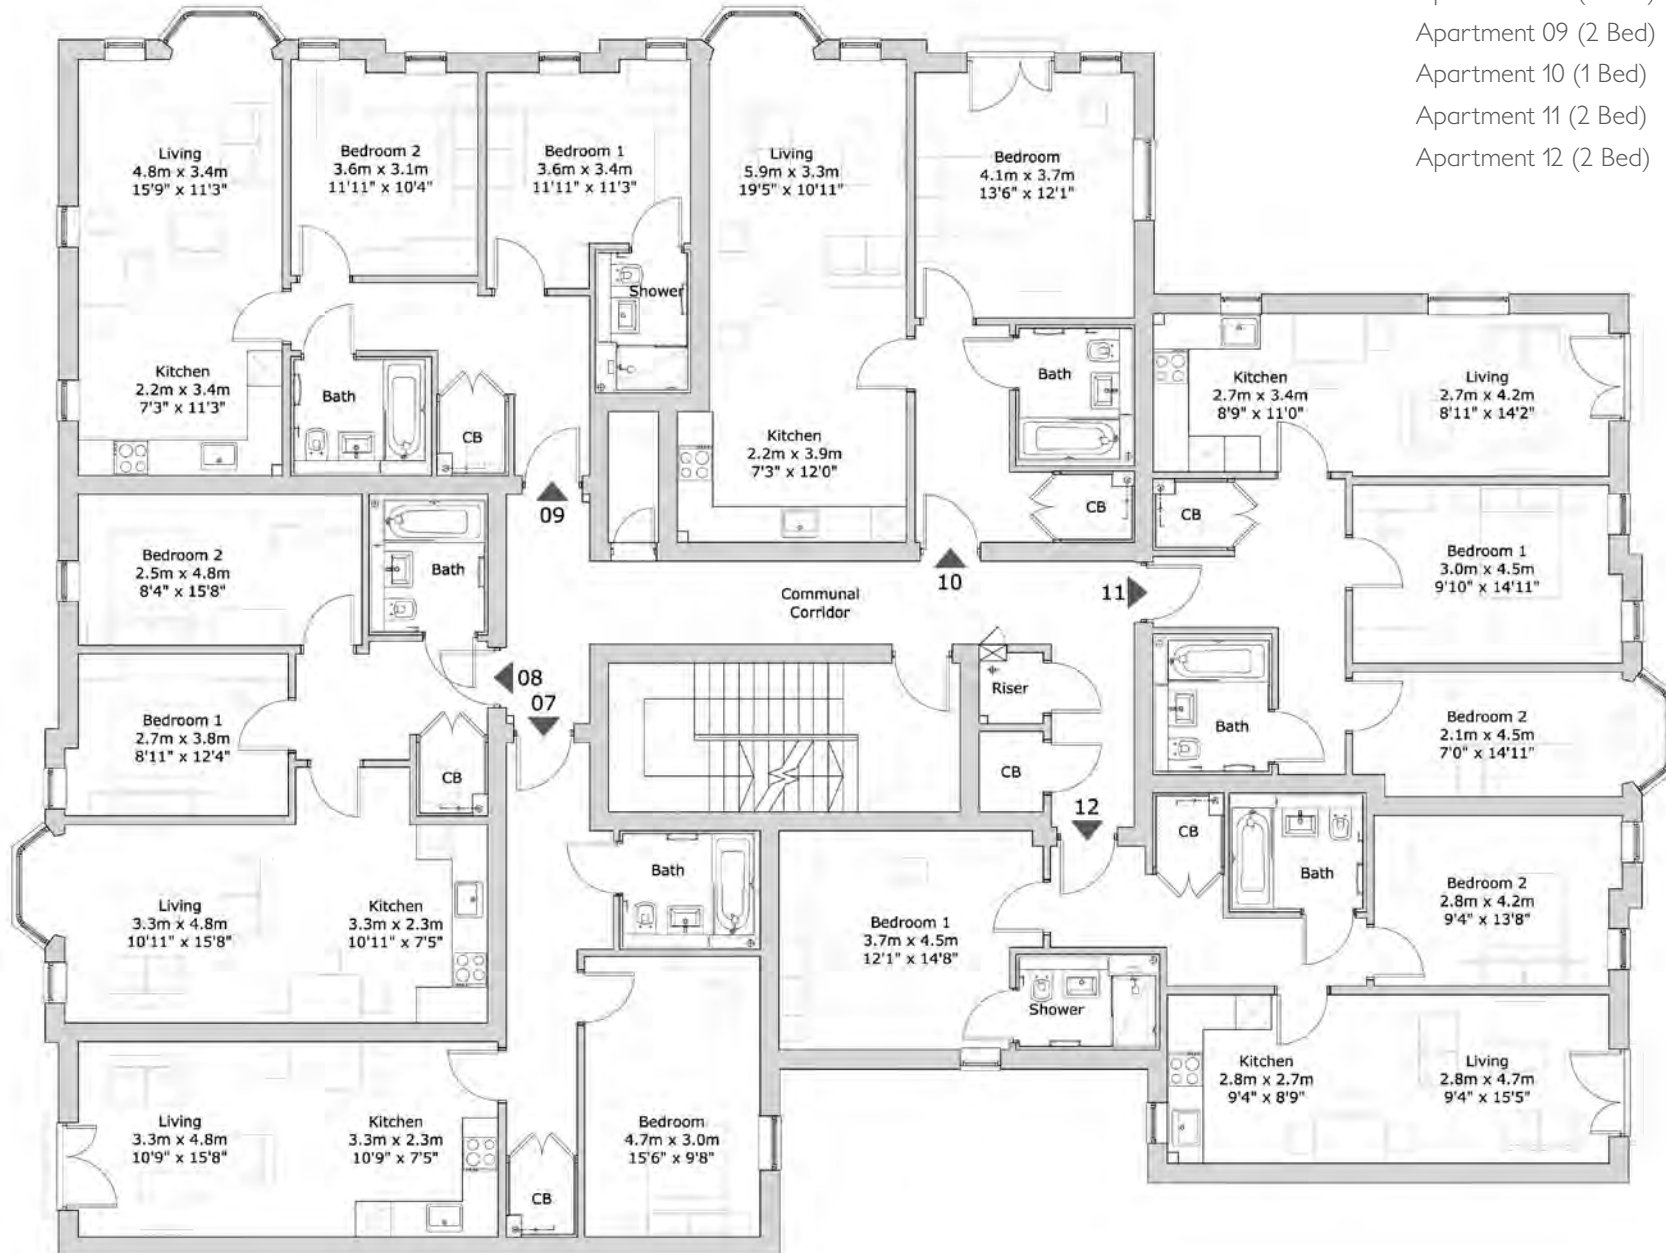 Apartment 09 (2 Bed)
Apartment 10 (1 Bed)
Apartment 11 (2 Bed)
Apartment 12 (2 Bed)
Living
4.8m x 3.4m
15'9" x 11'3"
Bedroom 2
3.6m x 3.1m
11'11" x 10'4"
Bedroom 1
3.6m x 3.4m
11'11" x 11'3"
Living
5.9m x 3.3m
19'5" x 10'11"
Bedroom
4.1m x 3.7m
13'6" x 12'1"
Shower
Kitchen
2.2m x 3.4m
7'3" x 11'3"
Bath
CB
Kitchen
2.2m x 3.9m
7'3" x 12'0"
Bath
CB
Kitchen
2.7m x 3.4m
8'9" x 11'0"
Living
2.7m x 4.2m
8'11" x 14'2"
CB
09
Bedroom 2
2.5m x 4.8m
8'4" x 15'8"
Bath
Communal
Corridor
10
11
Bedroom 1
3.0m x 4.5m
9'10" x 14'11"
08
07
Riser
Bedroom 1
2.7m x 3.8m
8'11" x 12'4"
CB
CB
Bath
Bedroom 2
2.1m x 4.5m
7'0" x 14'11"
12
CB
Bath
Bath
Bedroom 2
2.8m x 4.2m
9'4" x 13'8"
Living
3.3m x 4.8m
10'11" x 15'8"
Kitchen
3.3m x 2.3m
10'11" x 7'5"
Bedroom 1
3.7m x 4.5m
12'1" x 14'8"
Shower
Kitchen
2.8m x 2.7m
9'4" x 8'9"
Living
2.8m x 4.7m
9'4" x 15'5"
Living
3.3m x 4.8m
10'9" x 15'8"
Kitchen
3.3m x 2.3m
10'9" x 7'5"
Bedroom
4.7m x 3.0m
15'6" x 9'8"
CB